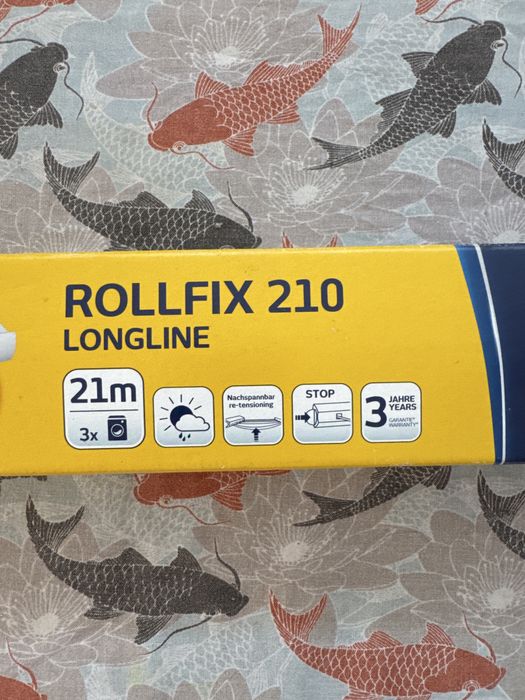 ROLLFIX 210
LONGLINE
21m
3x
Nachspannbar
re-tensioning
STOP
3 JAHRE
YEARS
GARANTIE*
WARRANTY*